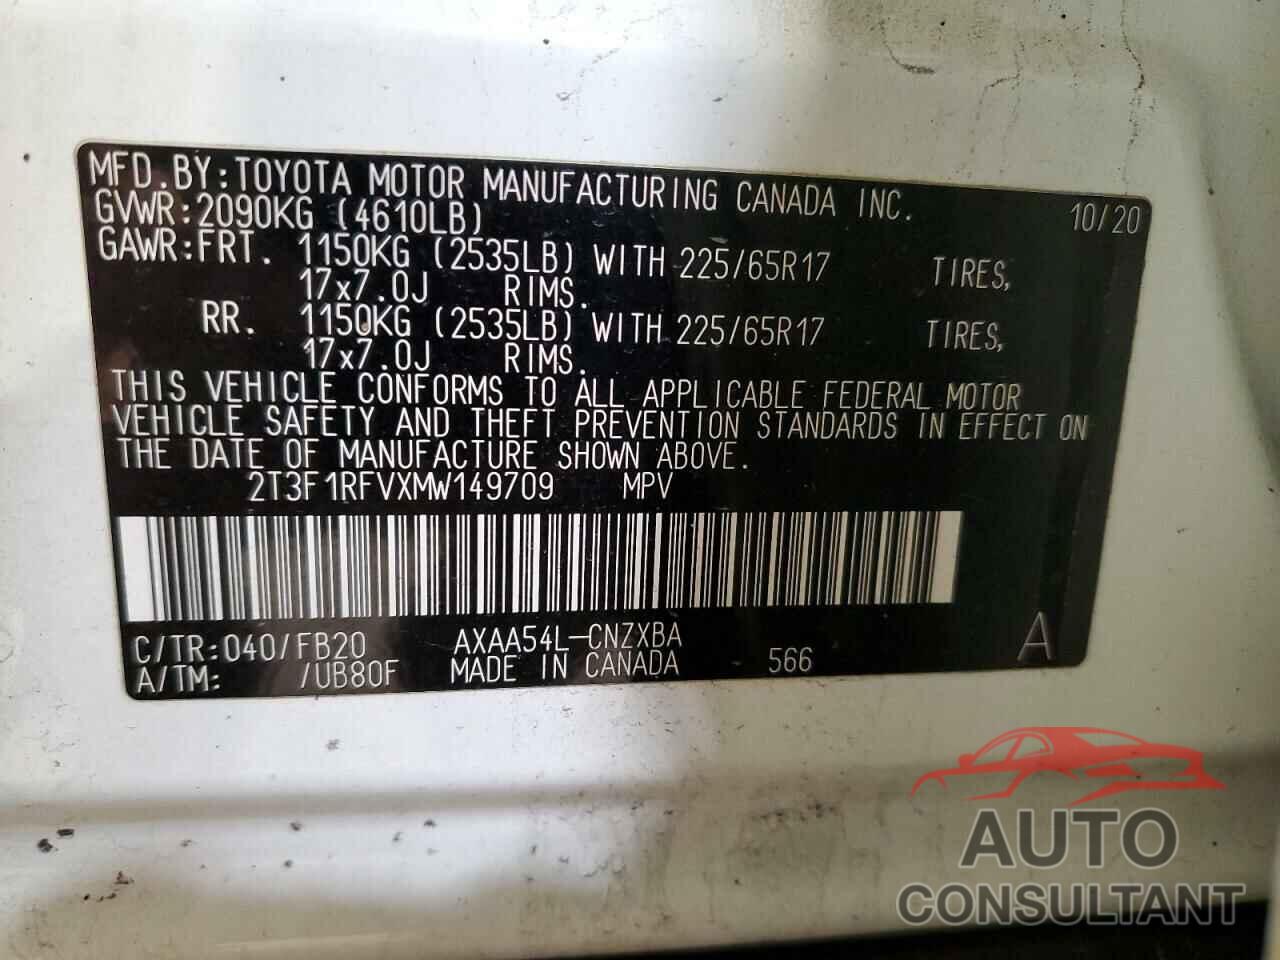 MFD.BY:TOYOTA MOTOR MANUFACTURING CANADA INC. 10/20
GVWR:2090KG (4610LB)
GAWR:FRT. 1150KG (2535LB) WITH 225/65R17 TIRES,
17x7.0J RIMS.
RR. 1150KG (2535LB) WITH 225/65R17 TIRES,
17x7.0J RIMS.
THIS VEHICLE CONFORMS TO ALL APPLICABLE FEDERAL MOTOR
VEHICLE SAFETY AND THEFT PREVENTION STANDARDS IN EFFECT ON
THE DATE OF MANUFACTURE SHOWN ABOVE.
2T3F1RFVXMW149709 MPV
C/TR:040/FB20 AXAA54L-CNZXBA A
A/TM: /UB80F MADE IN CANADA 566
AUTO
CONSULTANT